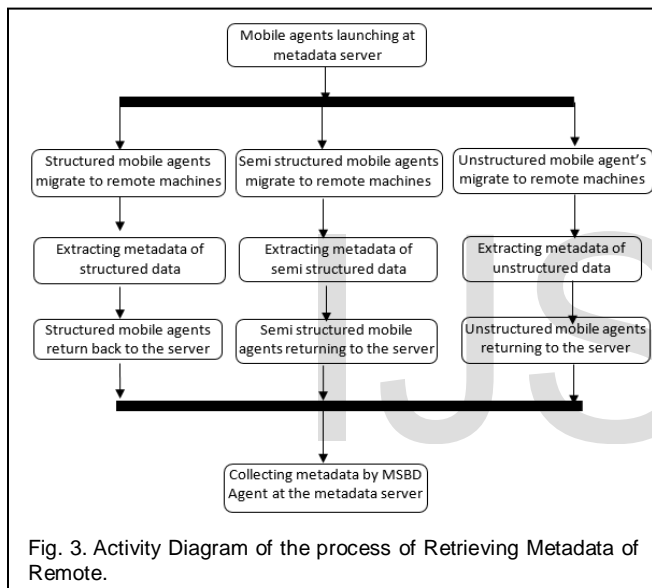 Mobile agents launching at
metadata server
Structured mobile agents
migrate to remote machines
Semi structured mobile agents
migrate to remote machines
Unstructured mobile agent's
migrate to remote machines
Extracting metadata of
structured data
Extracting metadata of
semi structured data
Extracting metadata of
unstructured data
Structured mobile agents
return back to the server
Semi structured mobile
agents returning to the server
Unstructured mobile agents
returning to the server
Collecting metadata by MSBD
Agent at the metadata server
IJS
Fig. 3. Activity Diagram of the process of Retrieving Metadata of
Remote.